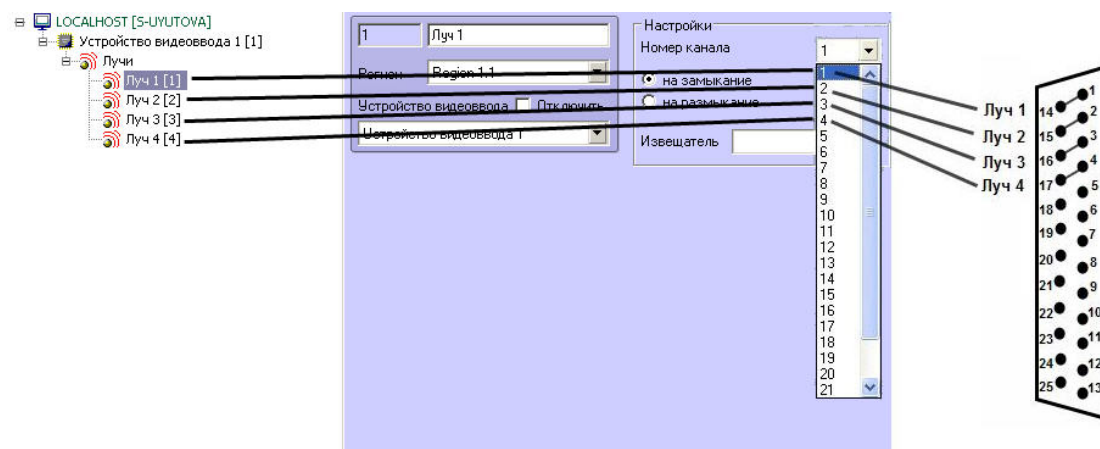 LOCALHOST [S-UYUTOVA]
Устройство видеоввода 1 [1]
Лучи
Луч 1 [1]
Луч 2 [2]
Луч 3 [3]
Луч 4 [4]
1
Луч 1
Регион
Region 1.1
Устройство видеоввода
Отключить
Устройство видеоввода 1
Настройки
Номер канала
1
на замыкание
на размыкание
Извещатель
1
2
3
4
5
6
7
8
9
10
11
12
13
14
15
16
17
18
19
20
21
Луч 1
Луч 2
Луч 3
Луч 4
14
15
16
17
18
19
20
21
22
23
24
25
1
2
3
4
5
6
7
8
9
10
11
12
13